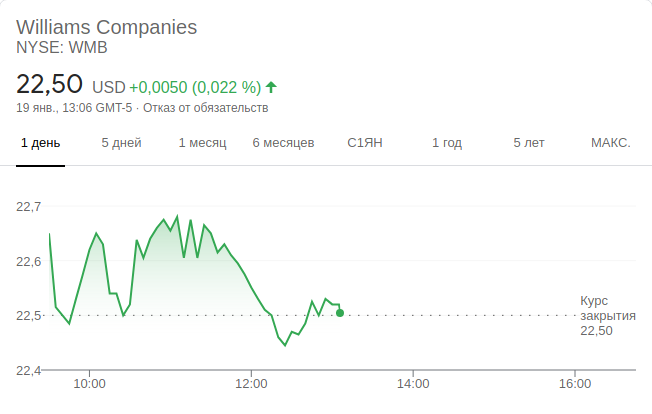 Williams Companies
NYSE: WMB
22,50 USD +0,0050 (0,022 %)
19 янв., 13:06 GMT-5 · Отказ от обязательств
1 день 5 дней 1 месяц 6 месяцев С1ЯН 1 год 5 лет МАКС.
22,7
22,6
22,5
22,4
Курс
закрытия
22,50
10:00 12:00 14:00 16:00